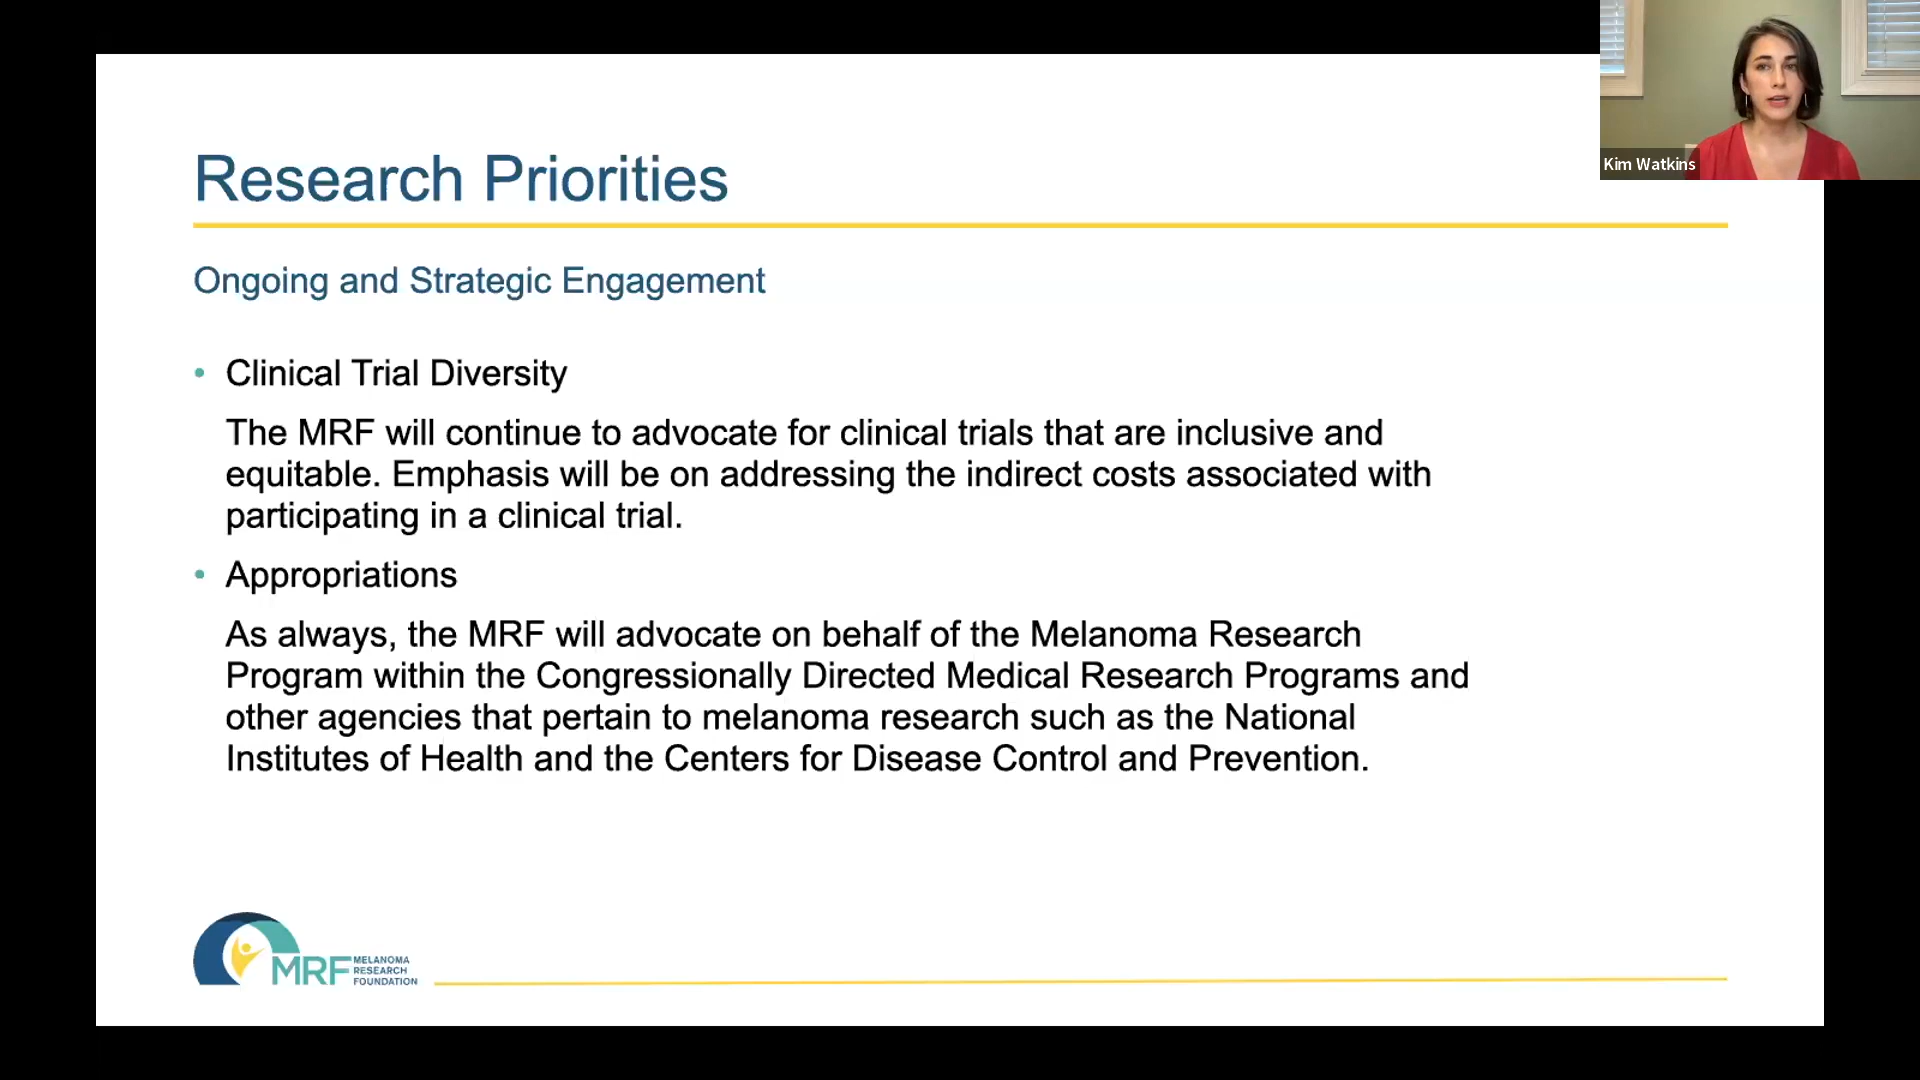 Kim Watkins
Research Priorities
Ongoing and Strategic Engagement
• Clinical Trial Diversity
The MRF will continue to advocate for clinical trials that are inclusive and
equitable. Emphasis will be on addressing the indirect costs associated with
participating in a clinical trial.
• Appropriations
As always, the MRF will advocate on behalf of the Melanoma Research
Program within the Congressionally Directed Medical Research Programs and
other agencies that pertain to melanoma research such as the National
Institutes of Health and the Centers for Disease Control and Prevention.
MRF
MELANOMA
RESEARCH
FOUNDATION